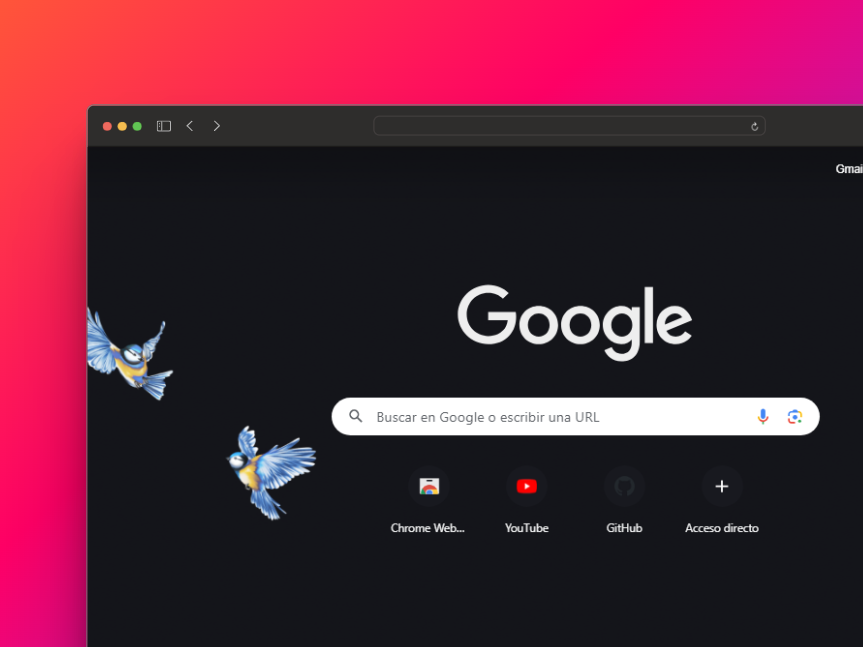 Gmai
Google
Buscar en Google o escribir una URL
Chrome Web...
YouTube
GitHub
Acceso directo